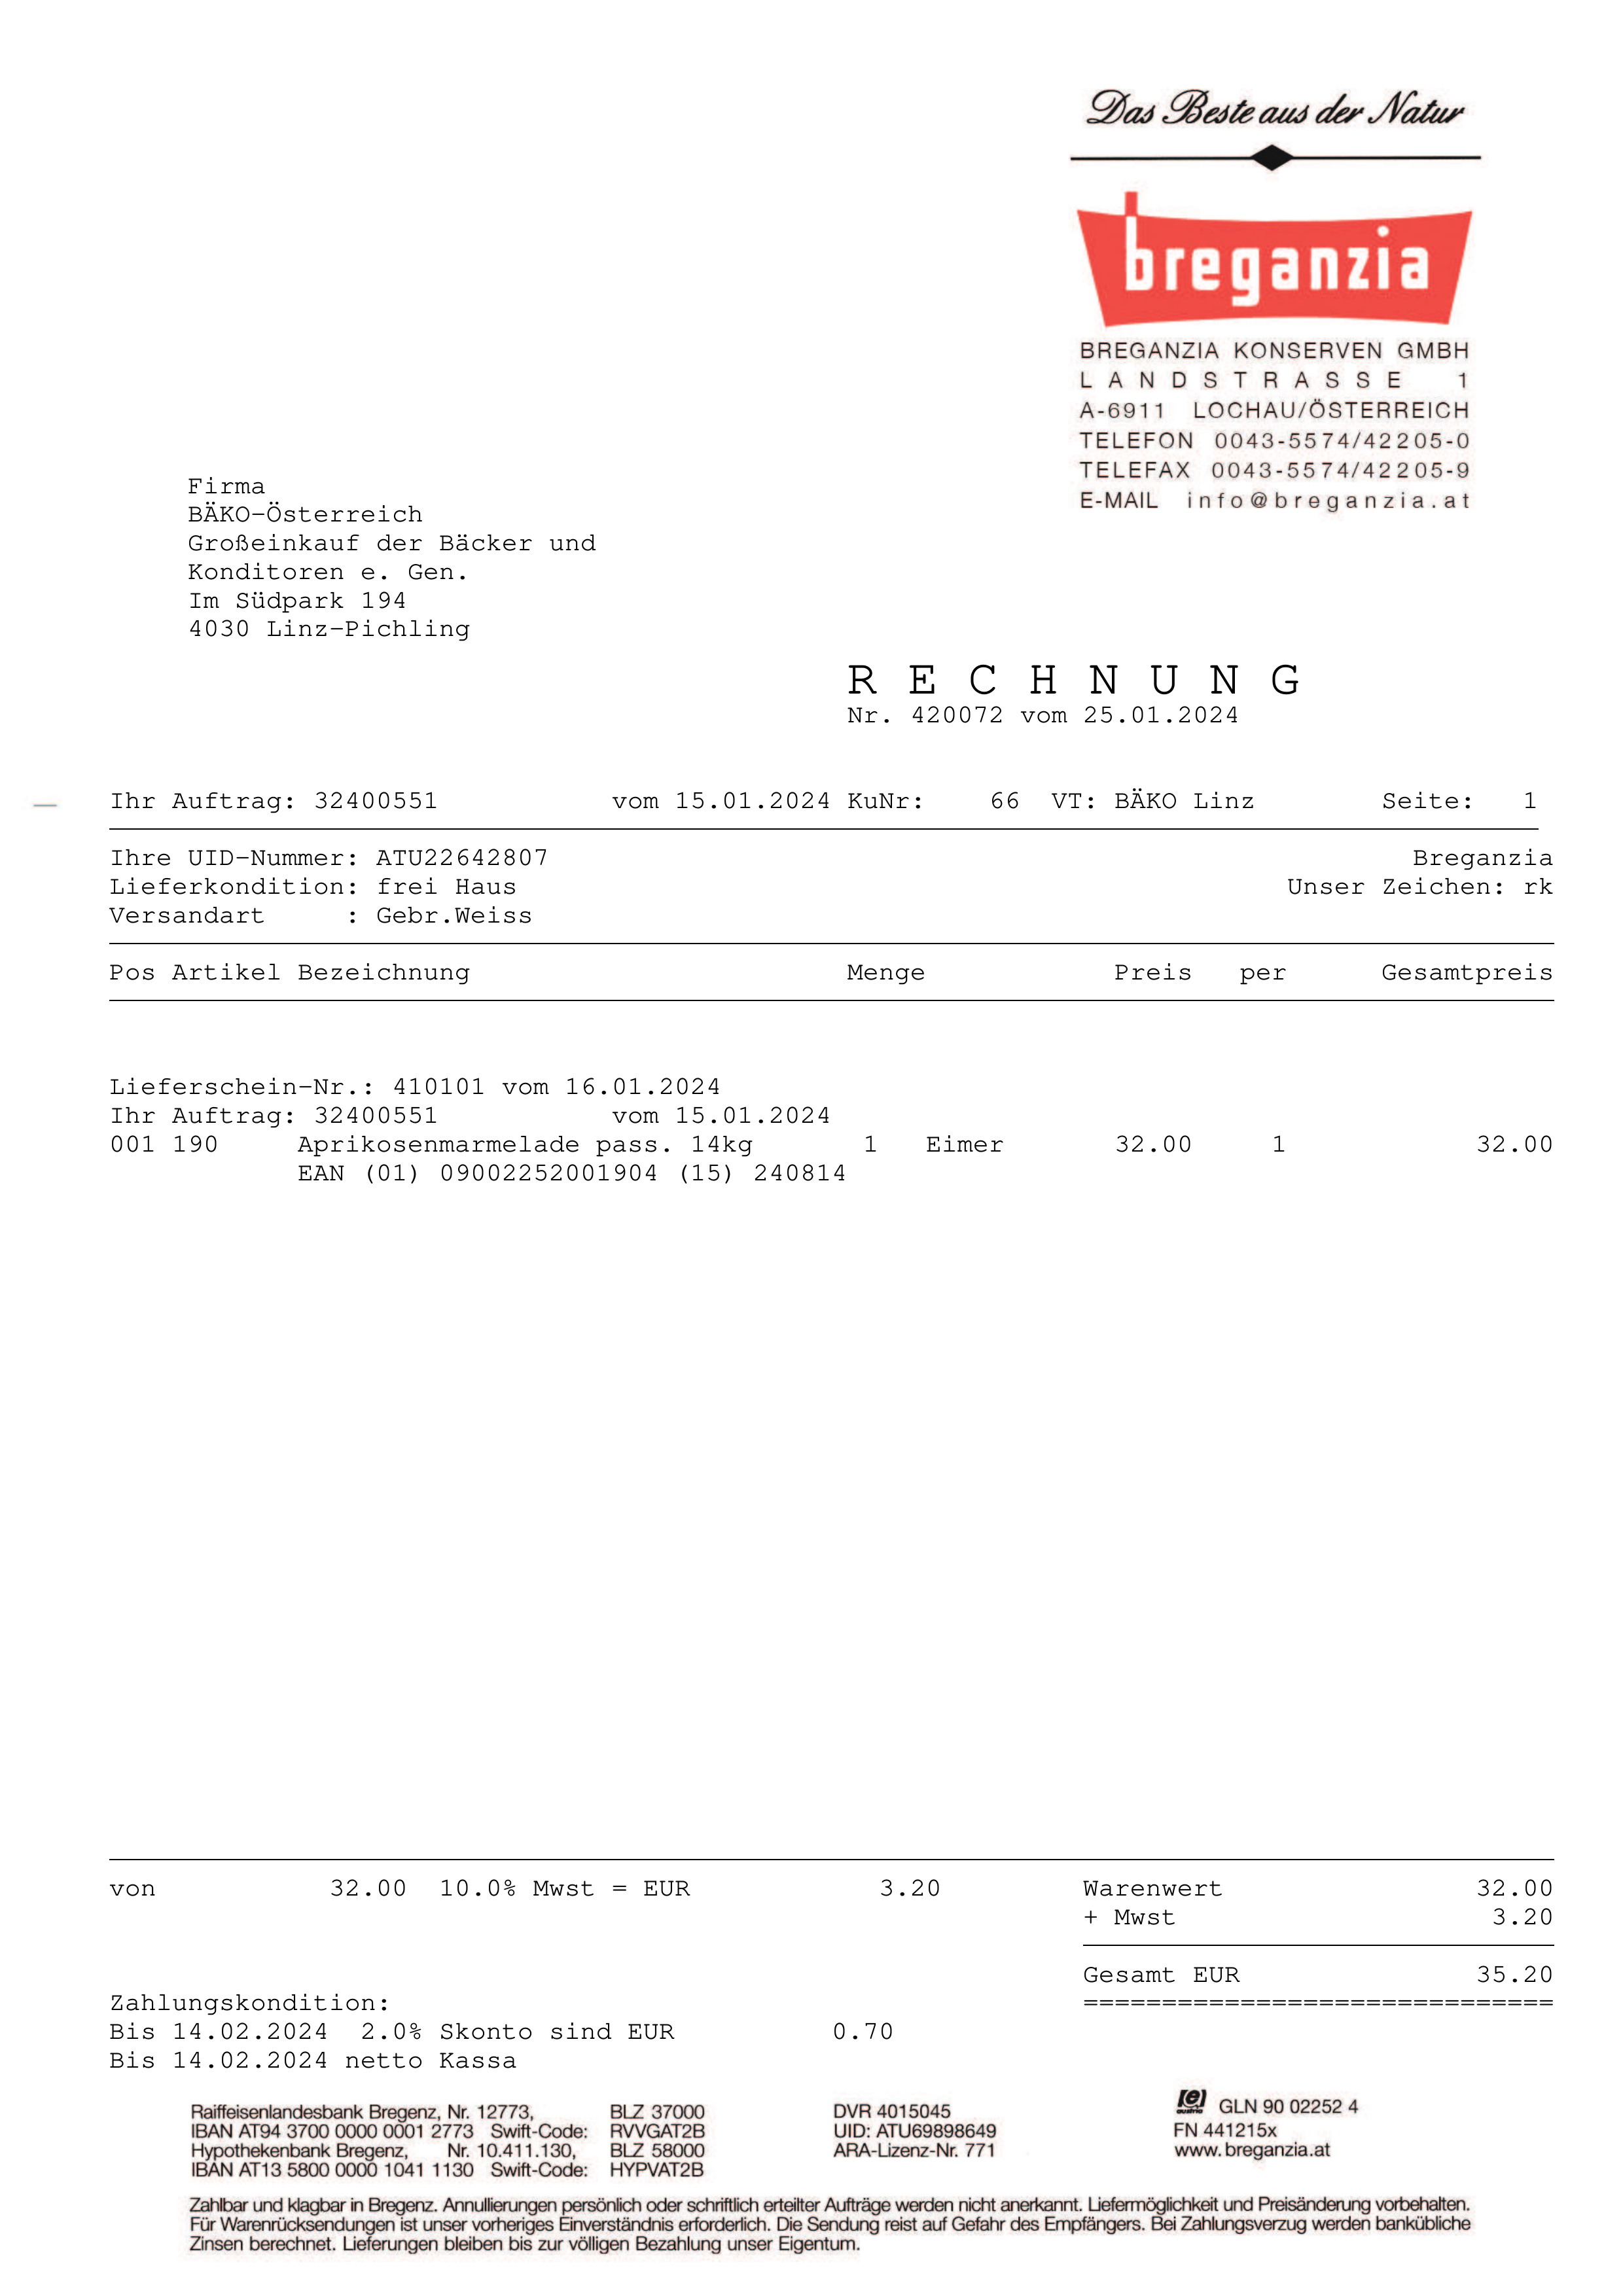 Das Beste aus der Natur
breganzia
BREGANZIA KONSERVEN GMBH
LANDSTRASSE 1
A-6911 LOCHAU/ÖSTERREICH
TELEFON 0043-5574/42205-0
TELEFAX 0043-5574/42205-9
E-MAIL info@breganzia.at
Firma
BÄKO-Österreich
Großeinkauf der Bäcker und
Konditoren e. Gen.
Im Südpark 194
4030 Linz-Pichling
R E C H N U N G
Nr. 420072 vom 25.01.2024
Ihr Auftrag: 32400551 vom 15.01.2024 KuNr: 66 VT: BÄKO Linz Seite: 1
Ihre UID-Nummer: ATU22642807 Breganzia
Lieferkondition: frei Haus Unser Zeichen: rk
Versandart : Gebr.Weiss
Pos Artikel Bezeichnung Menge Preis per Gesamtpreis
Lieferschein-Nr.: 410101 vom 16.01.2024
Ihr Auftrag: 32400551 vom 15.01.2024
001 190 Aprikosenmarmelade pass. 14kg 1 Eimer 32.00 1 32.00
EAN (01) 09002252001904 (15) 240814
von 32.00 10.0% Mwst = EUR 3.20 Warenwert 32.00
+ Mwst 3.20
Gesamt EUR 35.20
Zahlungskondition: ==============================
Bis 14.02.2024 2.0% Skonto sind EUR 0.70
Bis 14.02.2024 netto Kassa
Raiffeisenlandesbank Bregenz, Nr. 12773, BLZ 37000
IBAN AT94 3700 0000 0001 2773 Swift-Code: RVVGAT2B
Hypothekenbank Bregenz, Nr. 10.411.130, BLZ 58000
IBAN AT13 5800 0000 1041 1130 Swift-Code: HYPVAT2B
DVR 4015045
UID: ATU69898649
ARA-Lizenz-Nr. 771
[e] austria GLN 90 02252 4
FN 441215x
www.breganzia.at
Zahlbar und klagbar in Bregenz. Annullierungen persönlich oder schriftlich erteilter Aufträge werden nicht anerkannt. Liefermöglichkeit und Preisänderung vorbehalten.
Für Warenrücksendungen ist unser vorheriges Einverständnis erforderlich. Die Sendung reist auf Gefahr des Empfängers. Bei Zahlungsverzug werden bankübliche
Zinsen berechnet. Lieferungen bleiben bis zur völligen Bezahlung unser Eigentum.